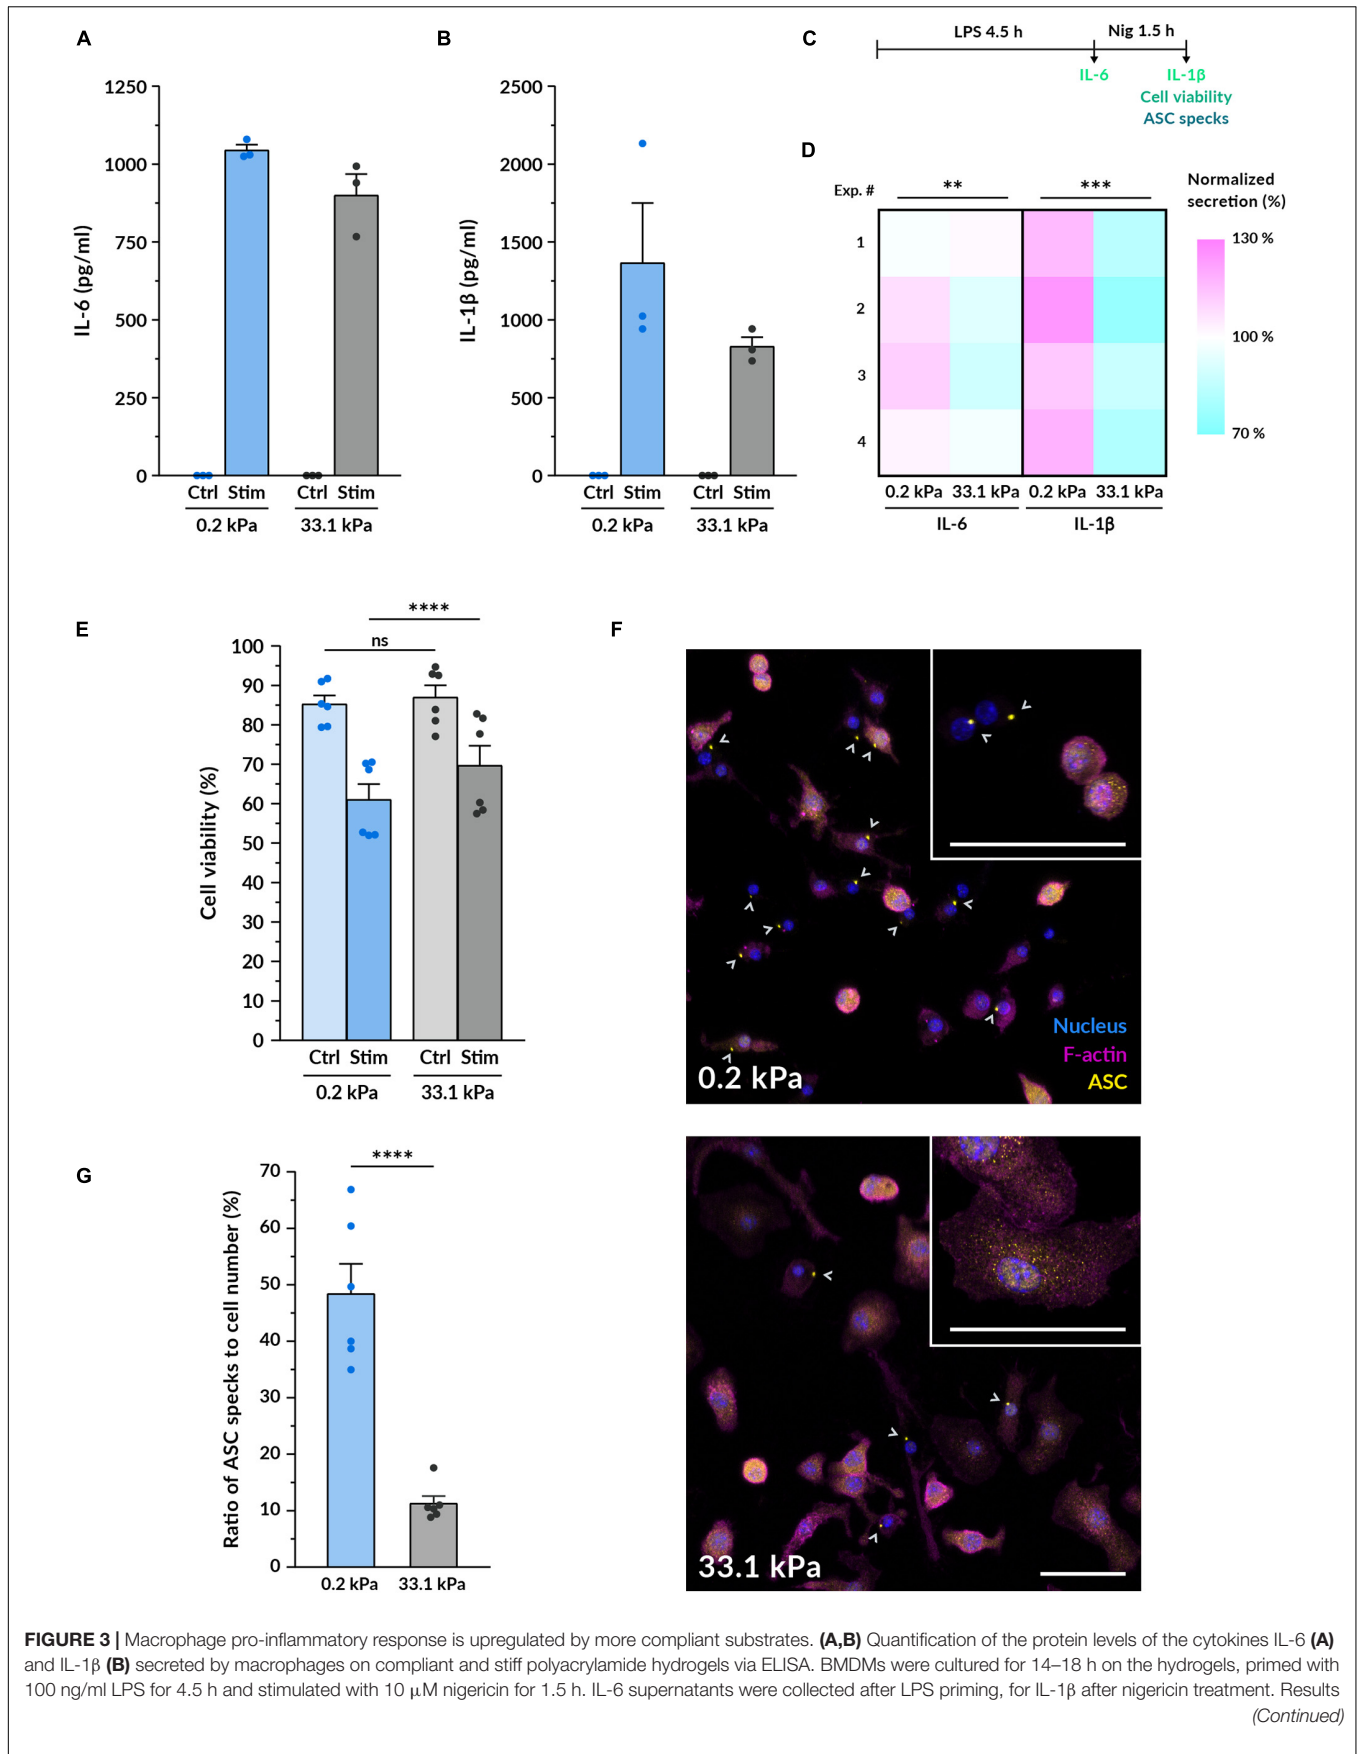 A
1250
1000
750
500
250
0
IL-6 (pg/ml)
Ctrl Stim Ctrl Stim
0.2 kPa 33.1 kPa
B
2500
2000
1500
1000
500
0
IL-1β (pg/ml)
Ctrl Stim Ctrl Stim
0.2 kPa 33.1 kPa
C
LPS 4.5 h Nig 1.5 h
IL-6 IL-1β
Cell viability
ASC specks
D
Exp. # ** ***
1
2
3
4
0.2 kPa 33.1 kPa 0.2 kPa 33.1 kPa
IL-6 IL-1β
Normalized
secretion (%)
130 %
100 %
70 %
E
****
ns
100
90
80
70
60
50
40
30
20
10
0
Cell viability (%)
Ctrl Stim Ctrl Stim
0.2 kPa 33.1 kPa
F
Nucleus
F-actin
ASC
0.2 kPa
33.1 kPa
G
****
70
60
50
40
30
20
10
0
Ratio of ASC specks to cell number (%)
0.2 kPa 33.1 kPa
FIGURE 3 | Macrophage pro-inflammatory response is upregulated by more compliant substrates. (A,B) Quantification of the protein levels of the cytokines IL-6 (A)
and IL-1β (B) secreted by macrophages on compliant and stiff polyacrylamide hydrogels via ELISA. BMDMs were cultured for 14–18 h on the hydrogels, primed with
100 ng/ml LPS for 4.5 h and stimulated with 10 μM nigericin for 1.5 h. IL-6 supernatants were collected after LPS priming, for IL-1β after nigericin treatment. Results
(Continued)